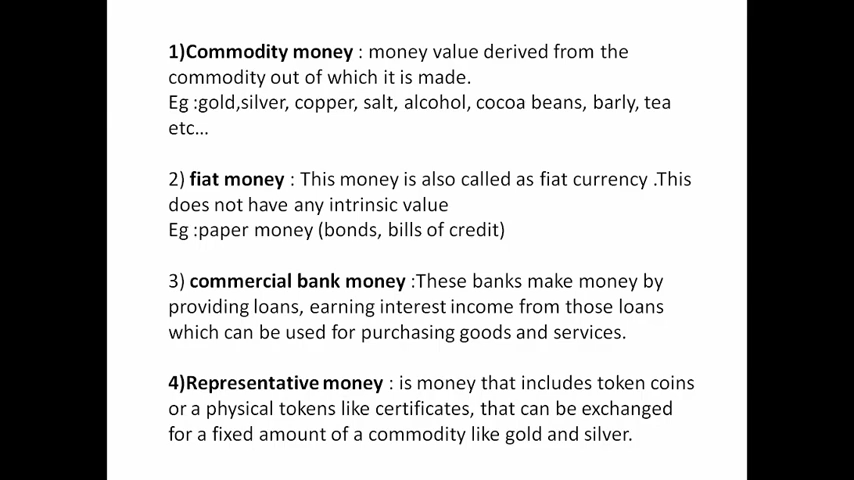 1)Commodity money : money value derived from the
commodity out of which it is made.
Eg :gold,silver, copper, salt, alcohol, cocoa beans, barly, tea
etc...
2) fiat money : This money is also called as fiat currency .This
does not have any intrinsic value
Eg :paper money (bonds, bills of credit)
3) commercial bank money :These banks make money by
providing loans, earning interest income from those loans
which can be used for purchasing goods and services.
4)Representative money : is money that includes token coins
or a physical tokens like certificates, that can be exchanged
for a fixed amount of a commodity like gold and silver.